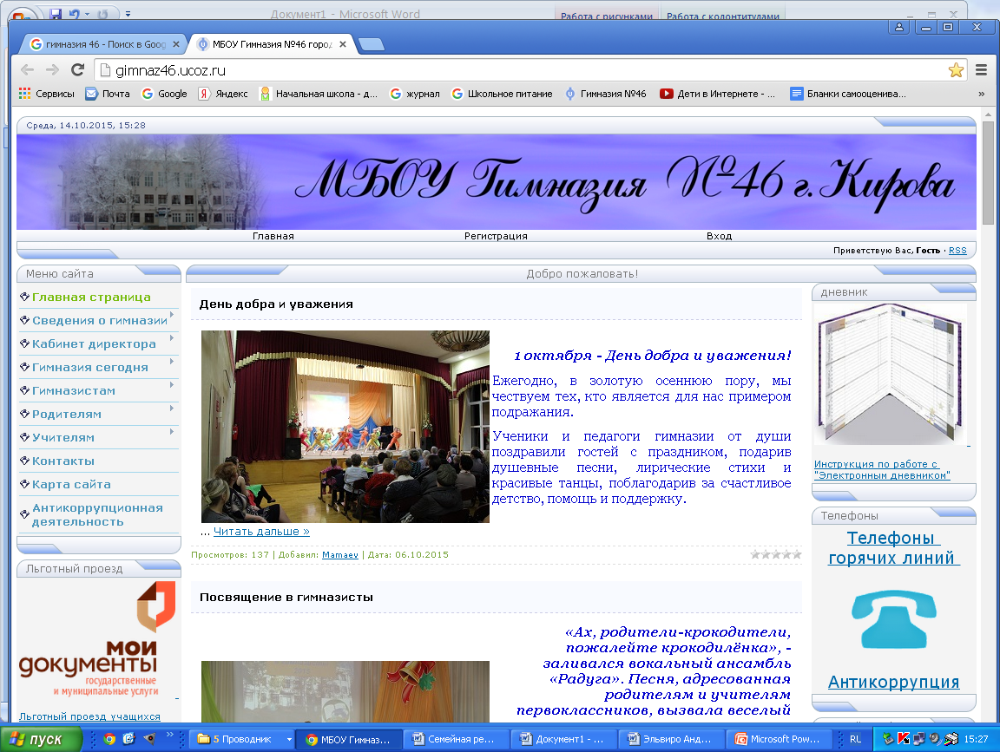 Документ1 - Microsoft Word
Работа с рисунками
Работа с колонтитулами
гимназия 46 - Поиск в Goog
МБОУ Гимназия №46 город
gimnaz46.ucoz.ru
Сервисы Почта Google Яндекс Начальная школа - д... журнал Школьное питание Гимназия №46 Дети в Интернете - ... Бланки самооценива... »
Среда, 14.10.2015, 15:28
МБОУ Гимназия №46 г.Кирова
Главная Регистрация Вход
Приветствую Вас, Гость · RSS
Меню сайта
Главная страница
Сведения о гимназии
Кабинет директора
Гимназия сегодня
Гимназистам
Родителям
Учителям
Контакты
Карта сайта
Антикоррупционная
деятельность
Льготный проезд
мои
документы
государственные
и муниципальные услуги
Льготный проезд учащихся
Добро пожаловать!
День добра и уважения
1 октября - День добра и уважения!
Ежегодно, в золотую осеннюю пору, мы
чествуем тех, кто является для нас примером
подражания.
Ученики и педагоги гимназии от души
поздравили гостей с праздником, подарив
душевные песни, лирические стихи и
красивые танцы, поблагодарив за счастливое
детство, помощь и поддержку.
... Читать дальше »
Просмотров: 137 | Добавил: Mamaev | Дата: 06.10.2015
Посвящение в гимназисты
«Ах, родители-крокодители,
пожалейте крокодилёнка», -
заливался вокальный ансамбль
«Радуга». Песня, адресованная
родителям и учителям
первоклассников, вызвала веселый
дневник
Инструкция по работе с
"Электронным дневником"
Телефоны
Телефоны
горячих линий
Антикоррупция
пуск
»
5 Проводник
МБОУ Гимназ...
Семейная ре...
Документ1 - ...
Эльвиро Анд...
Microsoft Pow...
RL
15:27